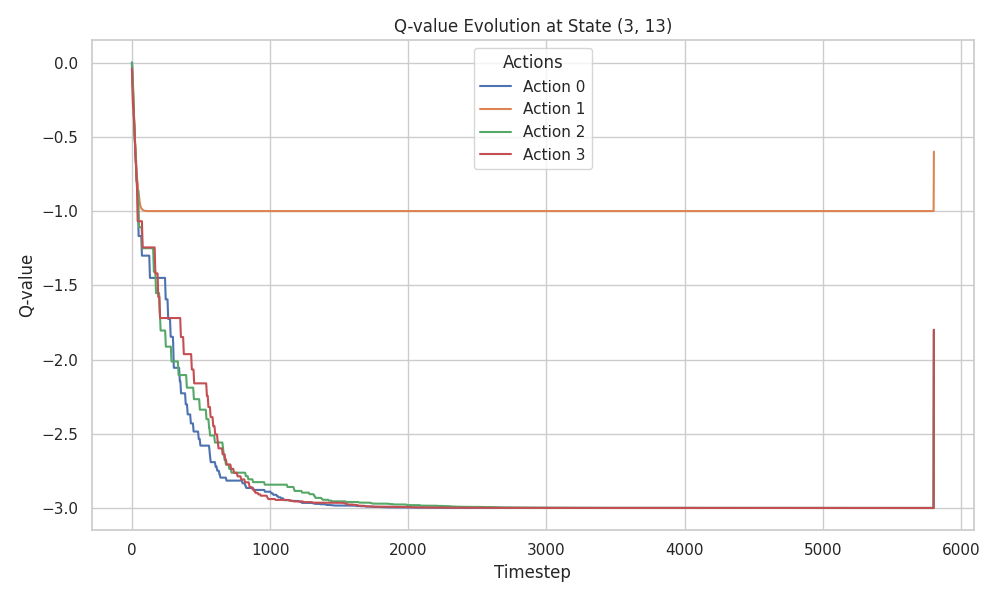 Q-value Evolution at State (3, 13)
Actions
Action 0
Action 1
Action 2
Action 3
Q-value
0.0
−0.5
−1.0
−1.5
−2.0
−2.5
−3.0
0
1000
2000
3000
4000
5000
6000
Timestep